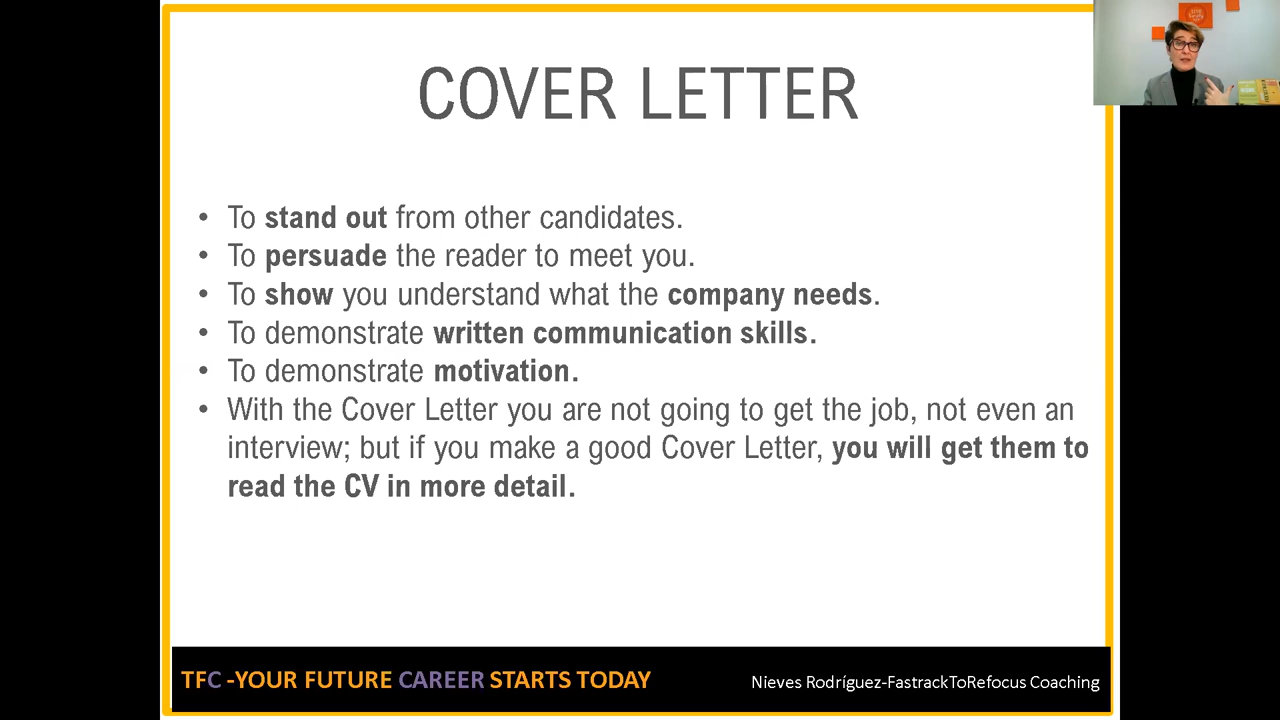 COVER LETTER
• To stand out from other candidates.
• To persuade the reader to meet you.
• To show you understand what the company needs.
• To demonstrate written communication skills.
• To demonstrate motivation.
• With the Cover Letter you are not going to get the job, not even an
interview; but if you make a good Cover Letter, you will get them to
read the CV in more detail.
TFC -YOUR FUTURE CAREER STARTS TODAY
Nieves Rodríguez-FastrackToRefocus Coaching